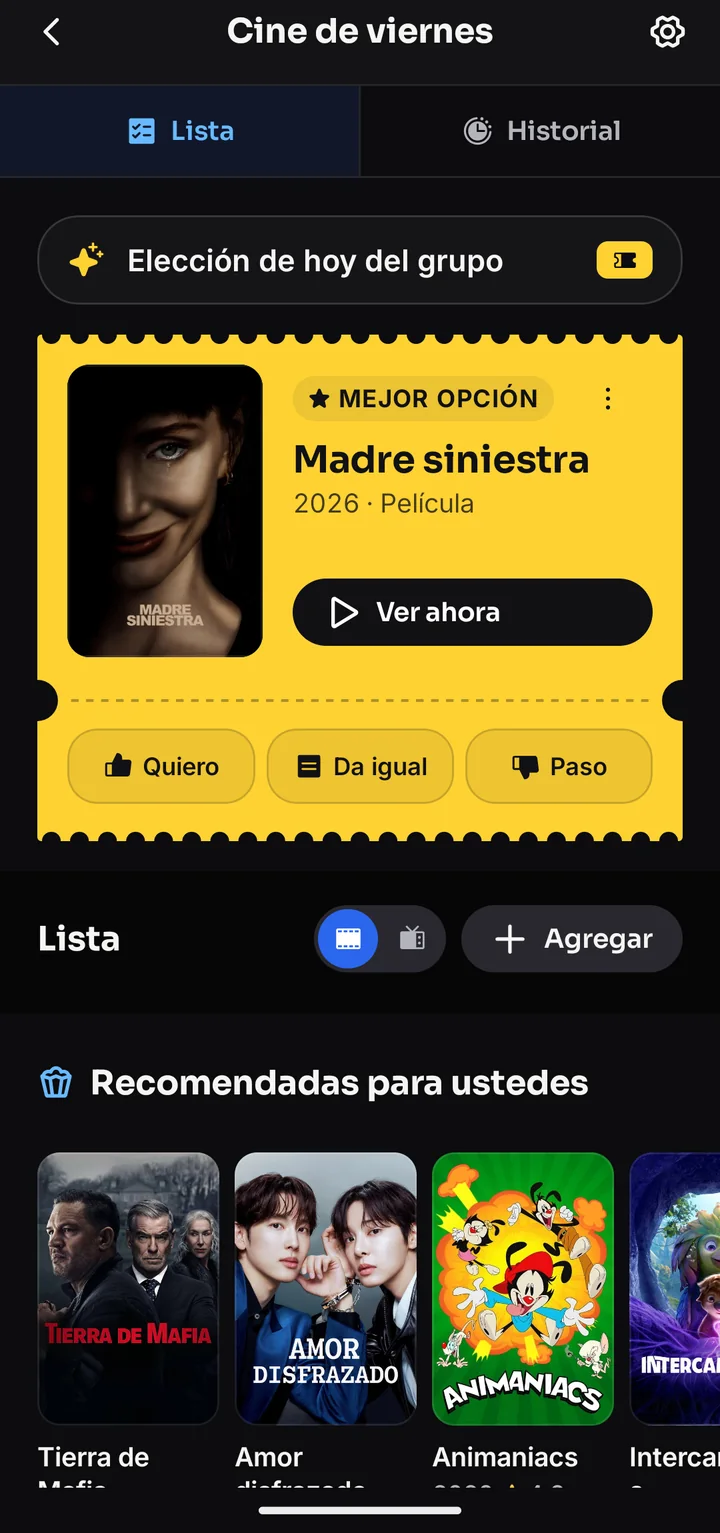 Cine de viernes
Lista
Historial
Elección de hoy del grupo
MEJOR OPCIÓN
Madre siniestra
2026 · Película
MADRE
SINIESTRA
Ver ahora
Quiero
Da igual
Paso
Lista
Agregar
Recomendadas para ustedes
TIERRA DE MAFIA
AMOR
DISFRAZADO
ANIMANIACS
Tierra de
Mafia
Amor
disfrazado
Animaniacs